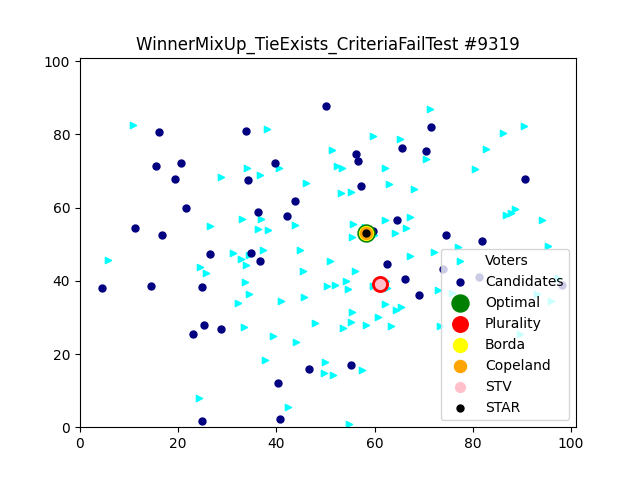 WinnerMixUp_TieExists_CriteriaFailTest #9319
100
80
60
40
20
0
0
20
40
60
80
100
Voters
Candidates
Optimal
Plurality
Borda
Copeland
STV
STAR